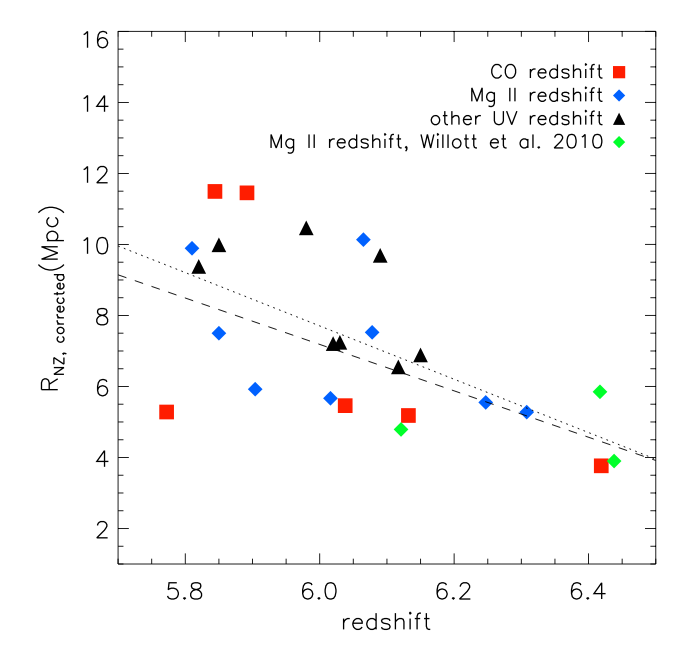 16
14
12
10
8
6
4
2
R_NZ, corrected(Mpc)
CO redshift
Mg II redshift
other UV redshift
Mg II redshift, Willott et al. 2010
5.8 6.0 6.2 6.4
redshift